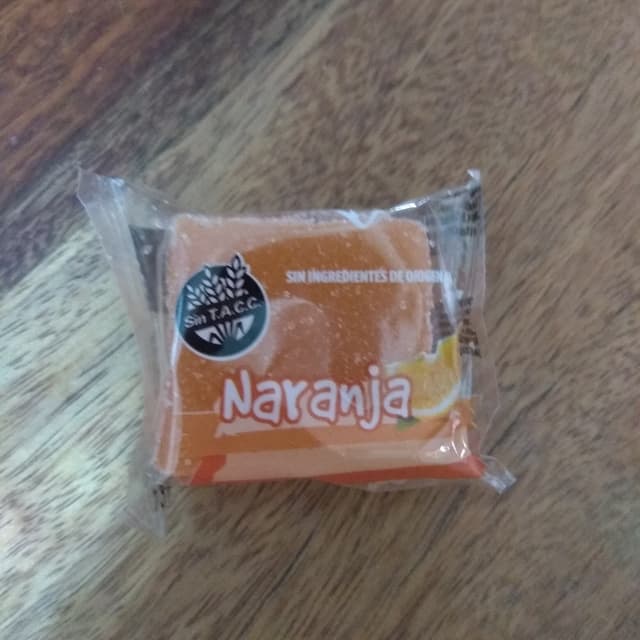 SIN INGREDIENTES DE ORIGEN
Sin T.A.C.C.
Naranja